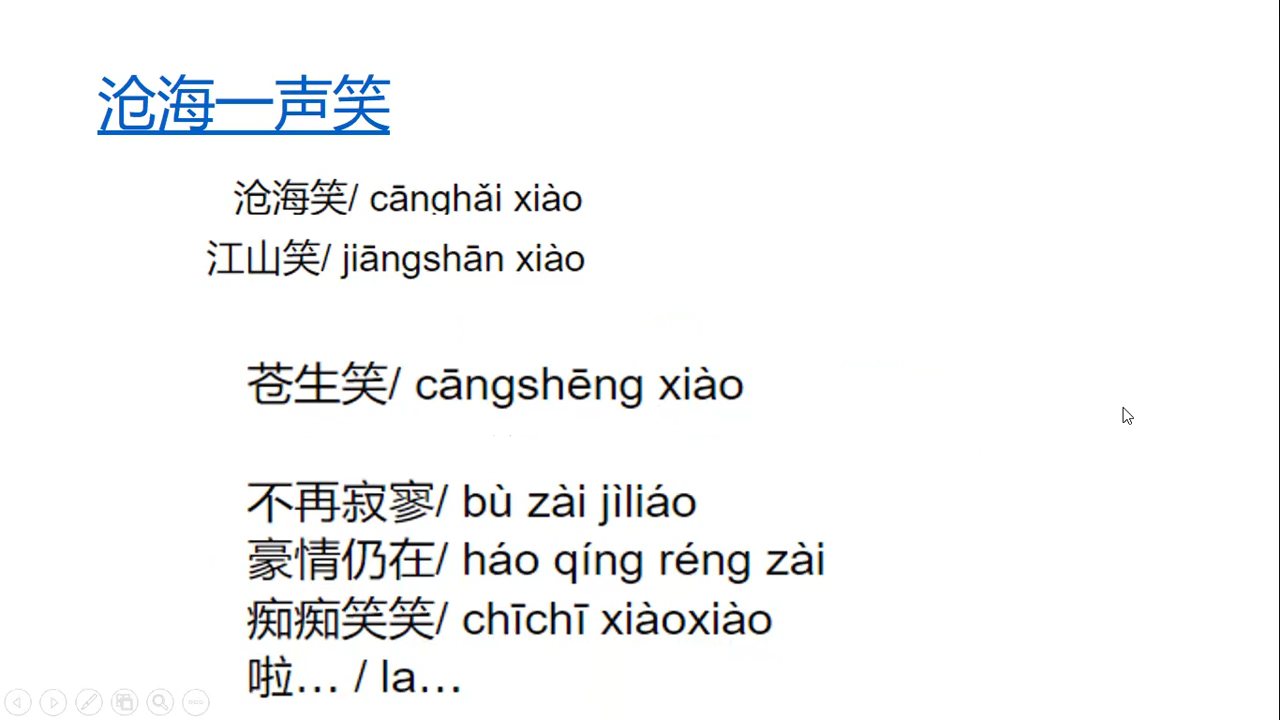 沧海一声笑
沧海笑/ cānghǎi xiào
江山笑/ jiāngshān xiào
苍生笑/ cāngshēng xiào
不再寂寥/ bù zài jìliáo
豪情仍在/ háo qíng réng zài
痴痴笑笑/ chīchī xiàoxiào
啦… / la…